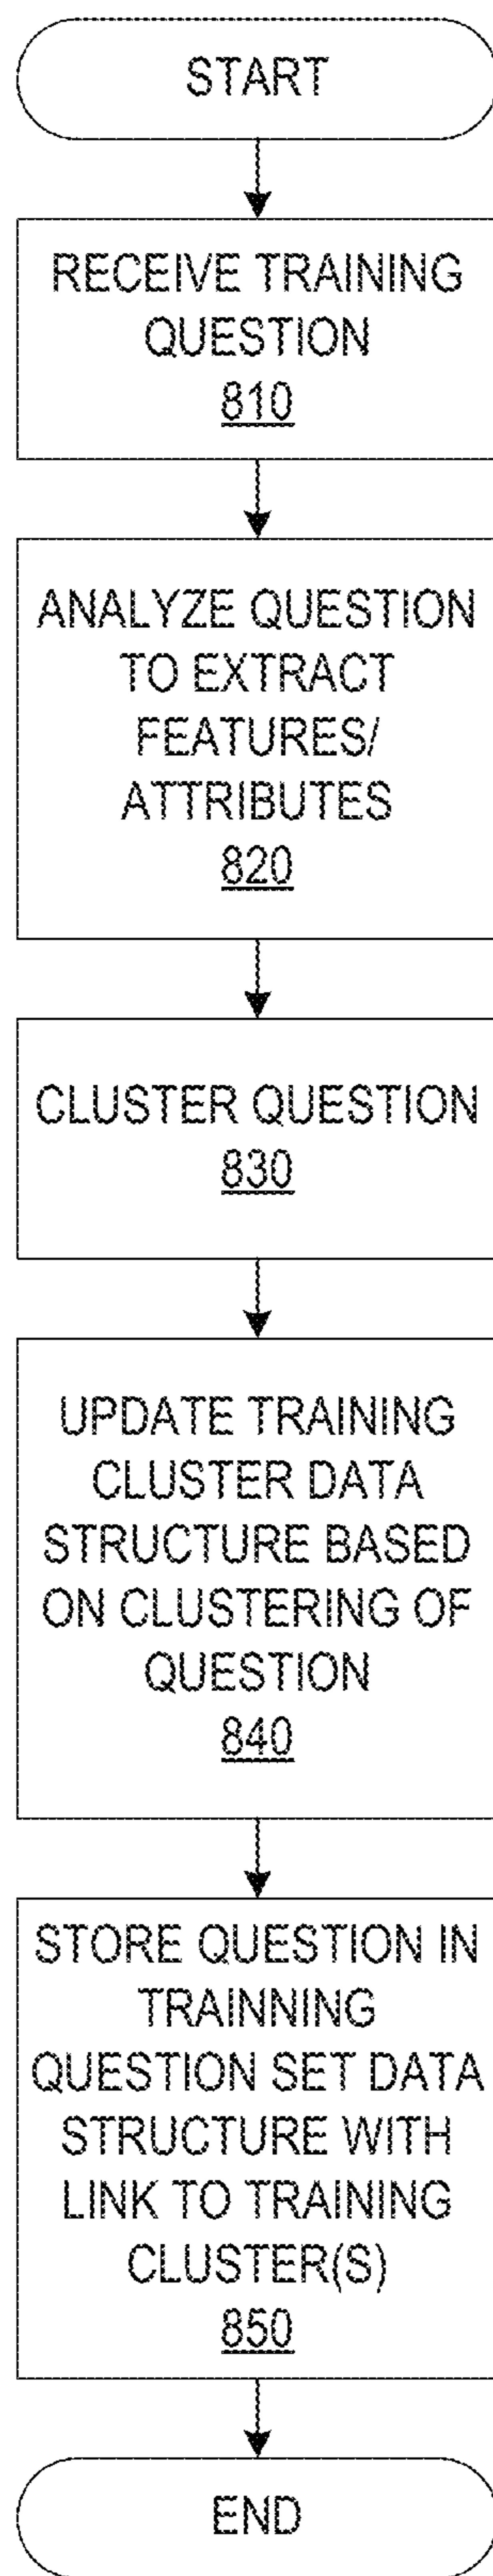 START
RECEIVE TRAINING
QUESTION
810
ANALYZE QUESTION
TO EXTRACT
FEATURES/
ATTRIBUTES
820
CLUSTER QUESTION
830
UPDATE TRAINING
CLUSTER DATA
STRUCTURE BASED
ON CLUSTERING OF
QUESTION
840
STORE QUESTION IN
TRAINNING
QUESTION SET DATA
STRUCTURE WITH
LINK TO TRAINING
CLUSTER(S)
850
END